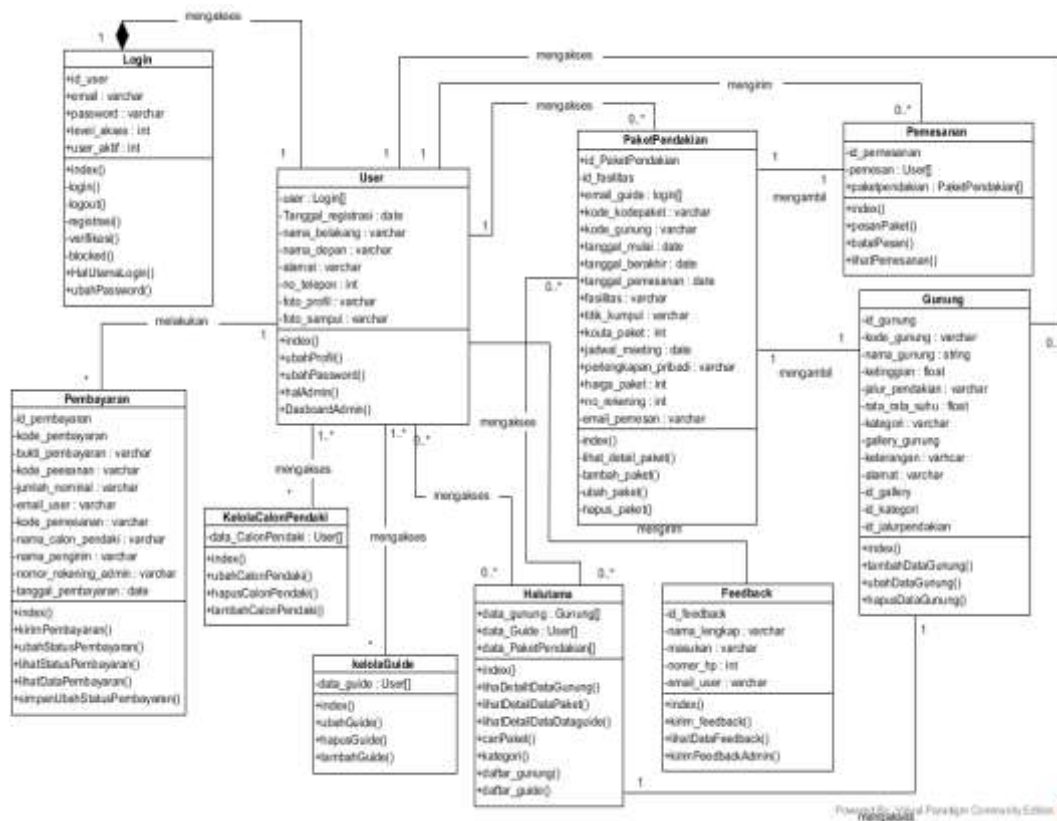 mengakses
1
Login
+id_user
+email : varchar
+password : varchar
+level_akses : int
+user_aktif : int
+index()
-login()
-logout()
-registrasi()
-verifikasi()
-blocked()
+HalUtamaLogin()
+ubahPassword()
mengakses
mengirim
mengakses
1
1
1
1
0..*
0..*
User
-user : Login[]
-Tanggal_registrasi : date
-nama_belakang : varchar
-nama_depan : varchar
-alamat : varchar
-no_telepon : int
-foto_profil : varchar
-foto_sampul : varchar
+index()
+ubahProfil()
+ubahPassword()
+halAdmin()
+DasboardAdmin()
PaketPendakian
+id_PaketPendakian
-id_fasilitas
+email_guide : login[]
+kode_kodepaket : varchar
+kode_gunung : varchar
+tanggal_mulai : date
+tanggal_berakhir : date
+tanggal_pemesanan : date
+fasilitas : varchar
+titik_kumpul : varchar
+kouta_paket : int
+jadwal_meeting : date
+perlengkapan_pribadi : varchar
+harga_paket : int
+no_rekening : int
-email_pemesan : varchar
-index()
-lihat_detail_paket()
-tambah_paket()
-ubah_paket()
-hapus_paket()
Pemesanan
-id_pemesanan
-pemesan : User[]
+paketpendakian : PaketPendakian[]
+index()
+pesanPaket()
+batalPesan()
+lihatPemesanan()
1
1
mengambil
Gunung
-id_gunung
-kode_gunung : varchar
-nama_gunung : string
-ketinggian : float
-jalur_pendakian : varchar
-rata_rata_suhu : float
-kategori : varchar
-gallery_gunung
-keterangan : varhcar
-alamat : varchar
-id_gallery
-id_kategori
-id_jalurpendakian
+index()
+tambahDataGunung()
+ubahDataGunung()
+hapusDataGunung()
1
1
mengambil
melakukan
1
*
Pembayaran
-id_pembayaran
-kode_pembayaran
-bukti_pembayaran : varchar
-jumlah_nominal : varchar
-email_user : varchar
-kode_pemesanan : varchar
-nama_calon_pendaki : varchar
-nama_pengirim : varchar
-nomor_rekening_admin : varchar
-tanggal_pembayaran : date
+index()
+kirimPembayaran()
+ubahStatusPembayaran()
+lihatStatusPembayaran()
+lihatDataPembayaran()
+simpanUbahStatusPembayaran()
1..*
mengakses
*
KelolaCalonPendaki
-data_CalonPendaki : User[]
+index()
+ubahCalonPendaki()
+hapusCalonPendaki()
+tambahCalonPendaki()
1..*
mengakses
*
kelolaGuide
-data_guide : User[]
+index()
+ubahGuide()
+hapusGuide()
+tambahGuide()
0..*
mengakses
0..*
0..*
mengakses
0..*
Halutama
+data_gunung : Gunung[]
+data_Guide : User[]
+data_PaketPendakian[]
+index()
+lihatDetailDataPaket()
+lihatDetailDataDataguide()
+cariPaket()
+kategori()
+daftar_gunung()
+daftar_guide()
mengirim
Feedback
-id_feedback
-nama_lengkap : varchar
-masukan : varchar
-nomer_hp : int
-email_user : varchar
+index()
+kirim_feedback()
+lihatDataFeedback()
+kirimFeedbackAdmin()
1
1
mengakses
Powered By Visual Paradigm Community Edition